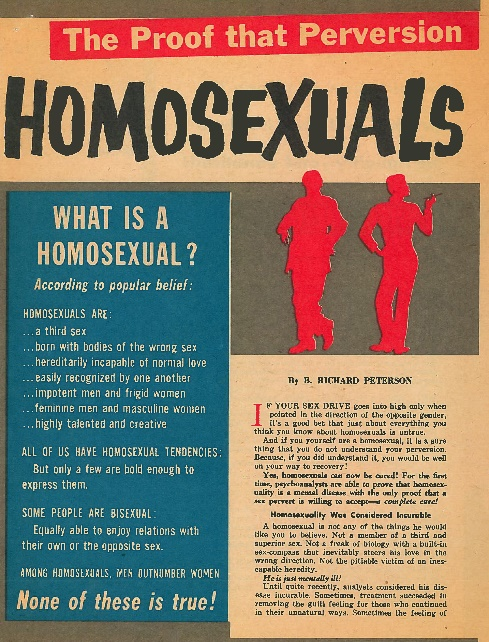 The Proof that Perversion
HOMOSEXUALS
WHAT IS A
HOMOSEXUAL?
According to popular belief:
HOMOSEXUALS ARE:
...a third sex
...born with bodies of the wrong sex
...hereditarily incapable of normal love
...easily recognized by one another
...impotent men and frigid women
...feminine men and masculine women
...highly talented and creative
ALL OF US HAVE HOMOSEXUAL TENDENCIES:
But only a few are bold enough to
express them.
SOME PEOPLE ARE BISEXUAL:
Equally able to enjoy relations with
their own or the opposite sex.
AMONG HOMOSEXUALS, MEN OUTNUMBER WOMEN
None of these is true!
By B. RICHARD PETERSON
IF YOUR SEX DRIVE goes into high only when
pointed in the direction of the opposite gender,
it's a good bet that just about everything you
think you know about homosexuals is untrue.
And if you yourself are a homosexual, it is a sure
thing that you do not understand your perversion.
Because, if you did understand it, you would be well
on your way to recovery!
Yes, homosexuals can now be cured! For the first
time, psychoanalysts are able to prove that homosex-
uality is a mental disease with the only proof that a
sex pervert is willing to accept—complete cure!
Homosexuality Was Considered Incurable
A homosexual is not any of the things he would
like you to believe. Not a member of a third and
superior sex. Not a freak of biology with a built-in
sex-compass that inevitably steers his love in the
wrong direction. Not the pitiable victim of an ines-
capable heredity.
He is just mentally ill!
Until quite recently, analysts considered his dis-
ease incurable. Sometimes, treatment succeeded in
removing the guilt feeling for those who continued
in their unnatural ways. Sometimes the feeling of